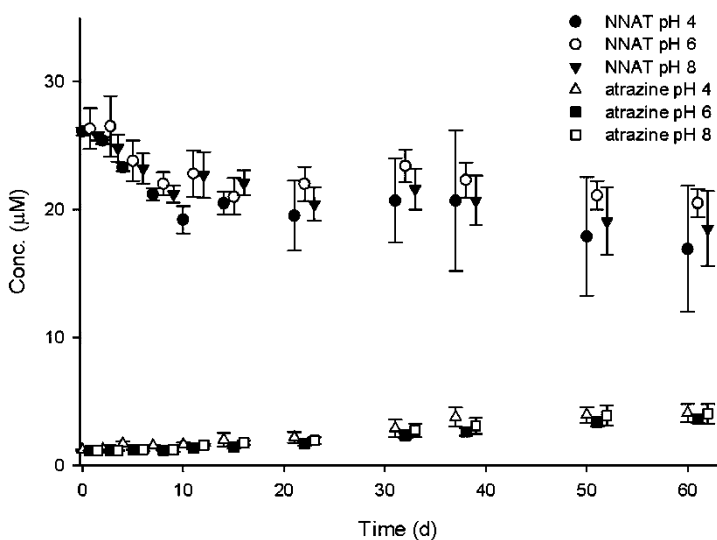 NNAT pH 4
NNAT pH 6
NNAT pH 8
atrazine pH 4
atrazine pH 6
atrazine pH 8
30
20
10
0
Conc. (μM)
0 10 20 30 40 50 60
Time (d)